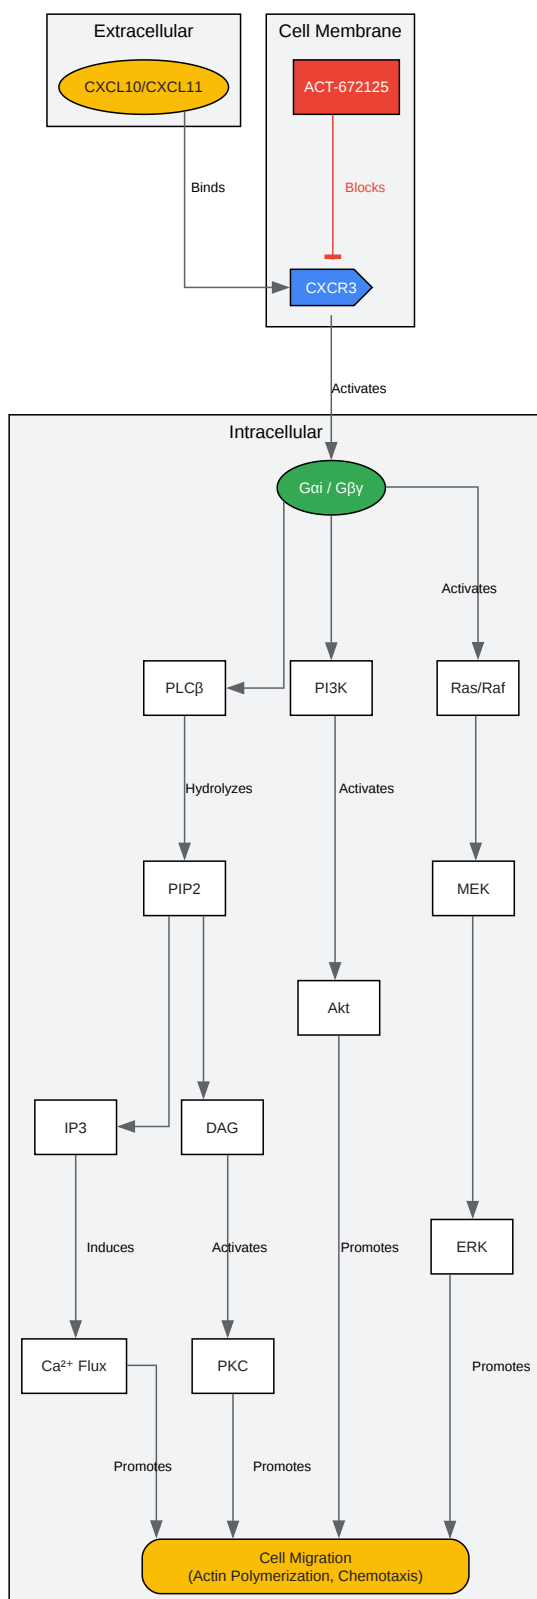 Extracellular
Cell Membrane
CXCL10/CXCL11
ACT-672125
Binds
Blocks
CXCR3
Activates
Intracellular
Gαi / Gβγ
Activates
PLCβ
PI3K
Ras/Raf
Hydrolyzes
Activates
PIP2
MEK
Akt
IP3
DAG
Induces
Activates
Promotes
ERK
Ca²⁺ Flux
PKC
Promotes
Promotes
Promotes
Cell Migration
(Actin Polymerization, Chemotaxis)